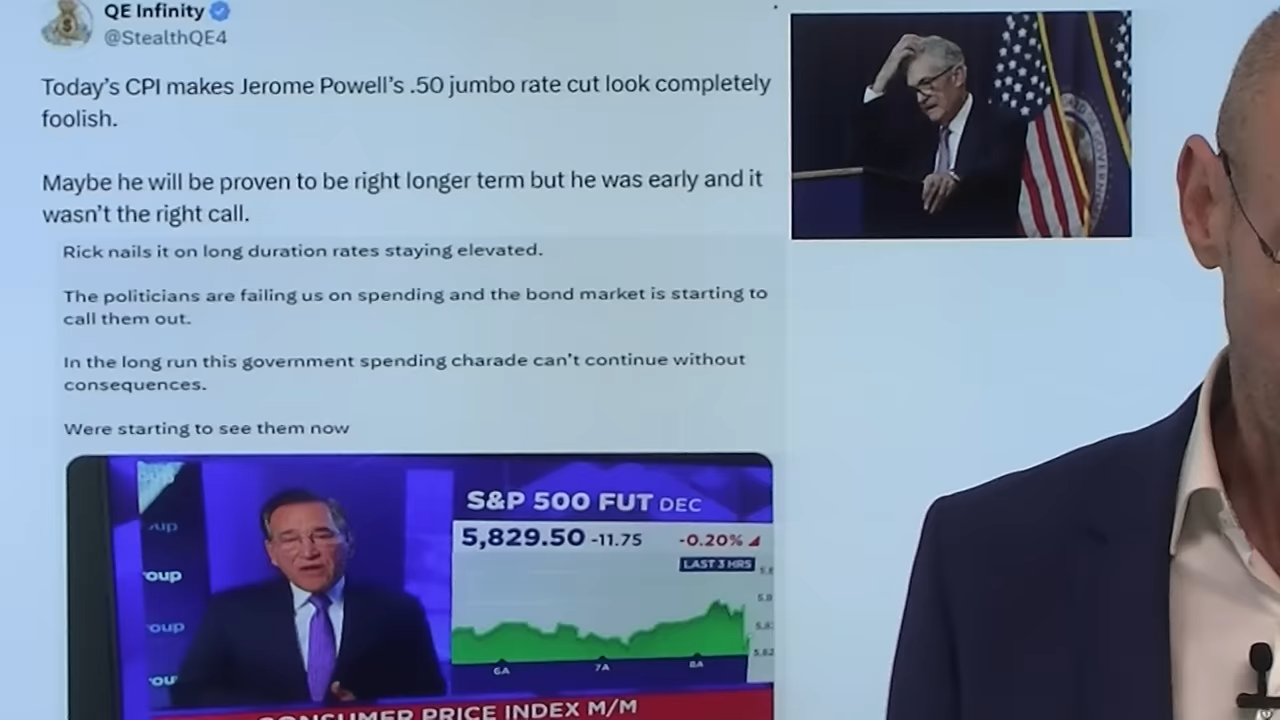 QE Infinity
@StealthQE4
Today's CPI makes Jerome Powell's .50 jumbo rate cut look completely
foolish.
Maybe he will be proven to be right longer term but he was early and it
wasn't the right call.
Rick nails it on long duration rates staying elevated.
The politicians are failing us on spending and the bond market is starting to
call them out.
In the long run this government spending charade can't continue without
consequences.
Were starting to see them now
S&P 500 FUT DEC
5,829.50 -11.75 -0.20%
LAST 3 HRS
oup
oup
6A 7A 8A
CONSUMER PRICE INDEX M/M